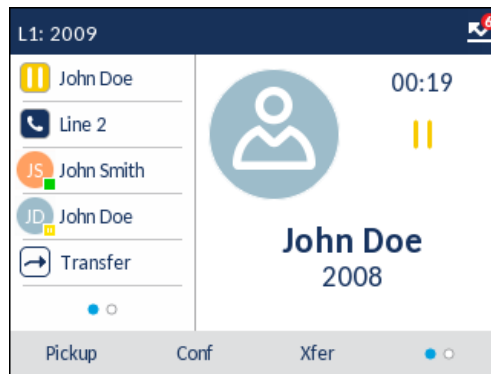 L1: 2009
6
John Doe
Line 2
JS John Smith
JD John Doe
Transfer
00:19
John Doe
2008
Pickup Conf Xfer